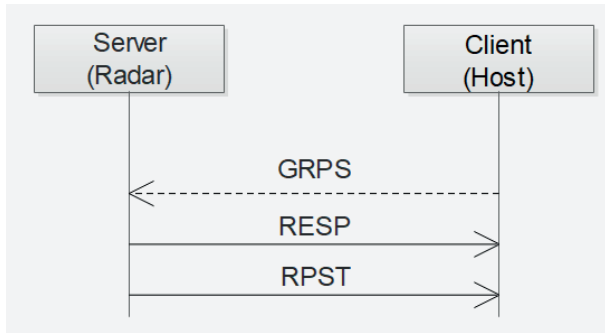 Server
(Radar)
Client
(Host)
GRPS
RESP
RPST